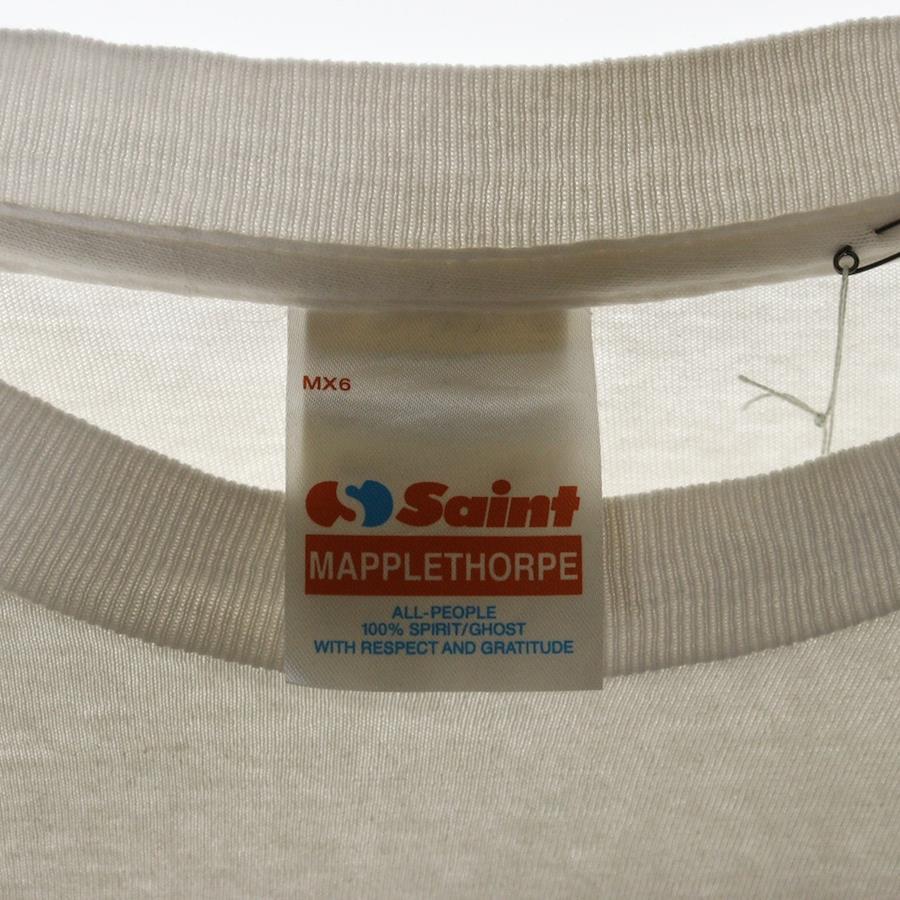 MX6
Saint
MAPPLETHORPE
ALL-PEOPLE
100% SPIRIT/GHOST
WITH RESPECT AND GRATITUDE